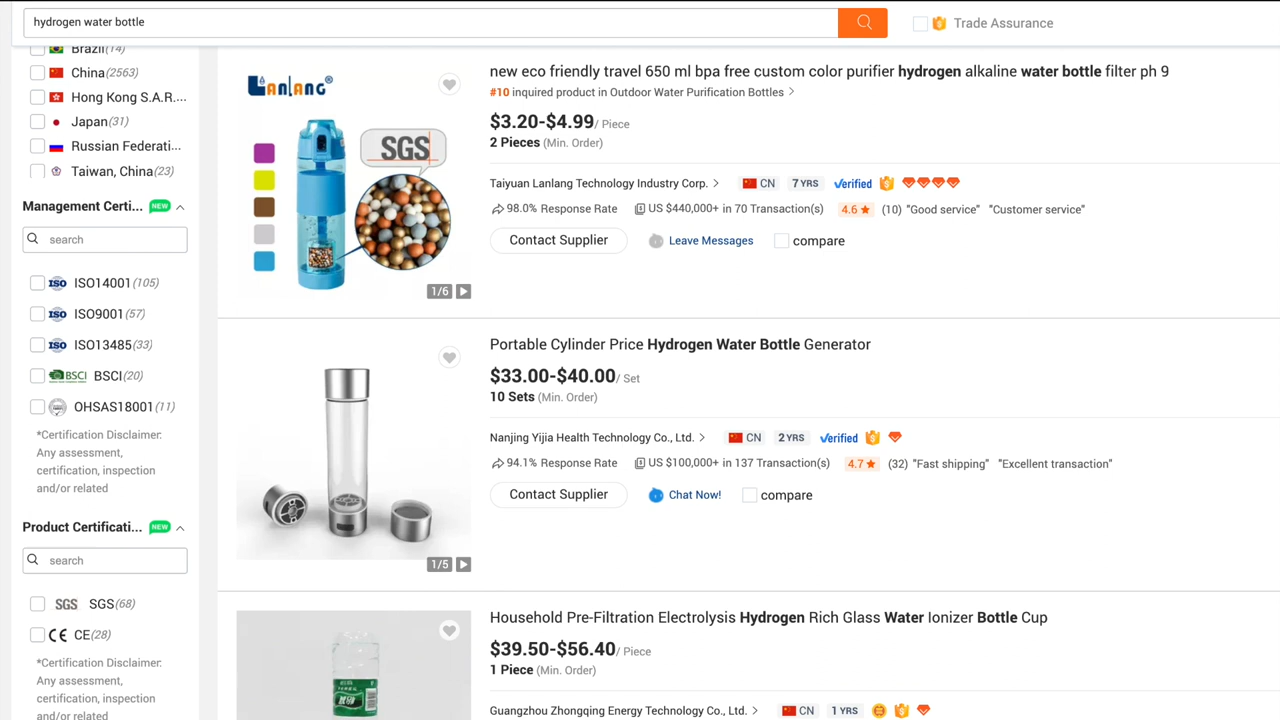 hydrogen water bottle
Trade Assurance
Brazil(14)
China(2563)
Hong Kong S.A.R....
Japan(31)
Russian Federati...
Taiwan, China(23)
Management Certi... NEW
search
ISO ISO14001(105)
ISO ISO9001(57)
ISO ISO13485(33)
BSCI BSCI(20)
OHSAS18001(11)
*Certification Disclaimer:
Any assessment,
certification, inspection
and/or related
Product Certificati... NEW
search
SGS SGS(68)
CE CE(28)
*Certification Disclaimer:
Any assessment,
certification, inspection
and/or related
LANLANG®
SGS
1/6
new eco friendly travel 650 ml bpa free custom color purifier hydrogen alkaline water bottle filter ph 9
#10 inquired product in Outdoor Water Purification Bottles >
$3.20-$4.99/ Piece
2 Pieces (Min. Order)
Taiyuan Lanlang Technology Industry Corp. > CN 7 YRS Verified
98.0% Response Rate US $440,000+ in 70 Transaction(s) 4.6 ★ (10) "Good service" "Customer service"
Contact Supplier Leave Messages compare
1/5
Portable Cylinder Price Hydrogen Water Bottle Generator
$33.00-$40.00/ Set
10 Sets (Min. Order)
Nanjing Yijia Health Technology Co., Ltd. > CN 2 YRS Verified
94.1% Response Rate US $100,000+ in 137 Transaction(s) 4.7 ★ (32) "Fast shipping" "Excellent transaction"
Contact Supplier Chat Now! compare
Household Pre-Filtration Electrolysis Hydrogen Rich Glass Water Ionizer Bottle Cup
$39.50-$56.40/ Piece
1 Piece (Min. Order)
Guangzhou Zhongqing Energy Technology Co., Ltd. > CN 1 YRS